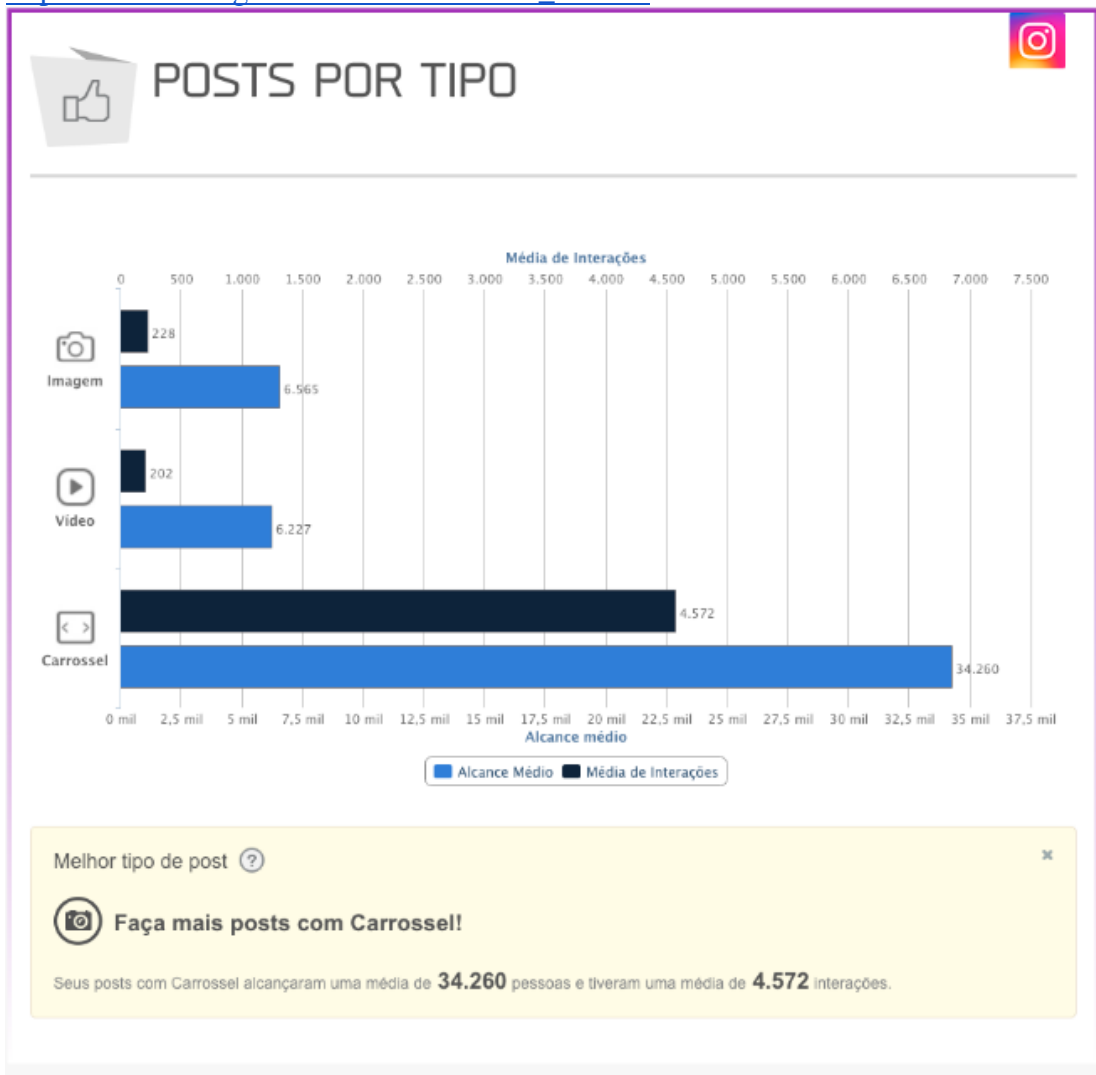 POSTS POR TIPO
Média de Interações
0 500 1.000 1.500 2.000 2.500 3.000 3.500 4.000 4.500 5.000 5.500 6.000 6.500 7.000 7.500
228
Imagem
6.565
202
Vídeo
6.227
4.572
Carrossel
34.260
0 mil 2,5 mil 5 mil 7,5 mil 10 mil 12,5 mil 15 mil 17,5 mil 20 mil 22,5 mil 25 mil 27,5 mil 30 mil 32,5 mil 35 mil 37,5 mil
Alcance médio
Alcance Médio Média de Interações
Melhor tipo de post ?
Faça mais posts com Carrossel!
Seus posts com Carrossel alcançaram uma média de 34.260 pessoas e tiveram uma média de 4.572 interações.